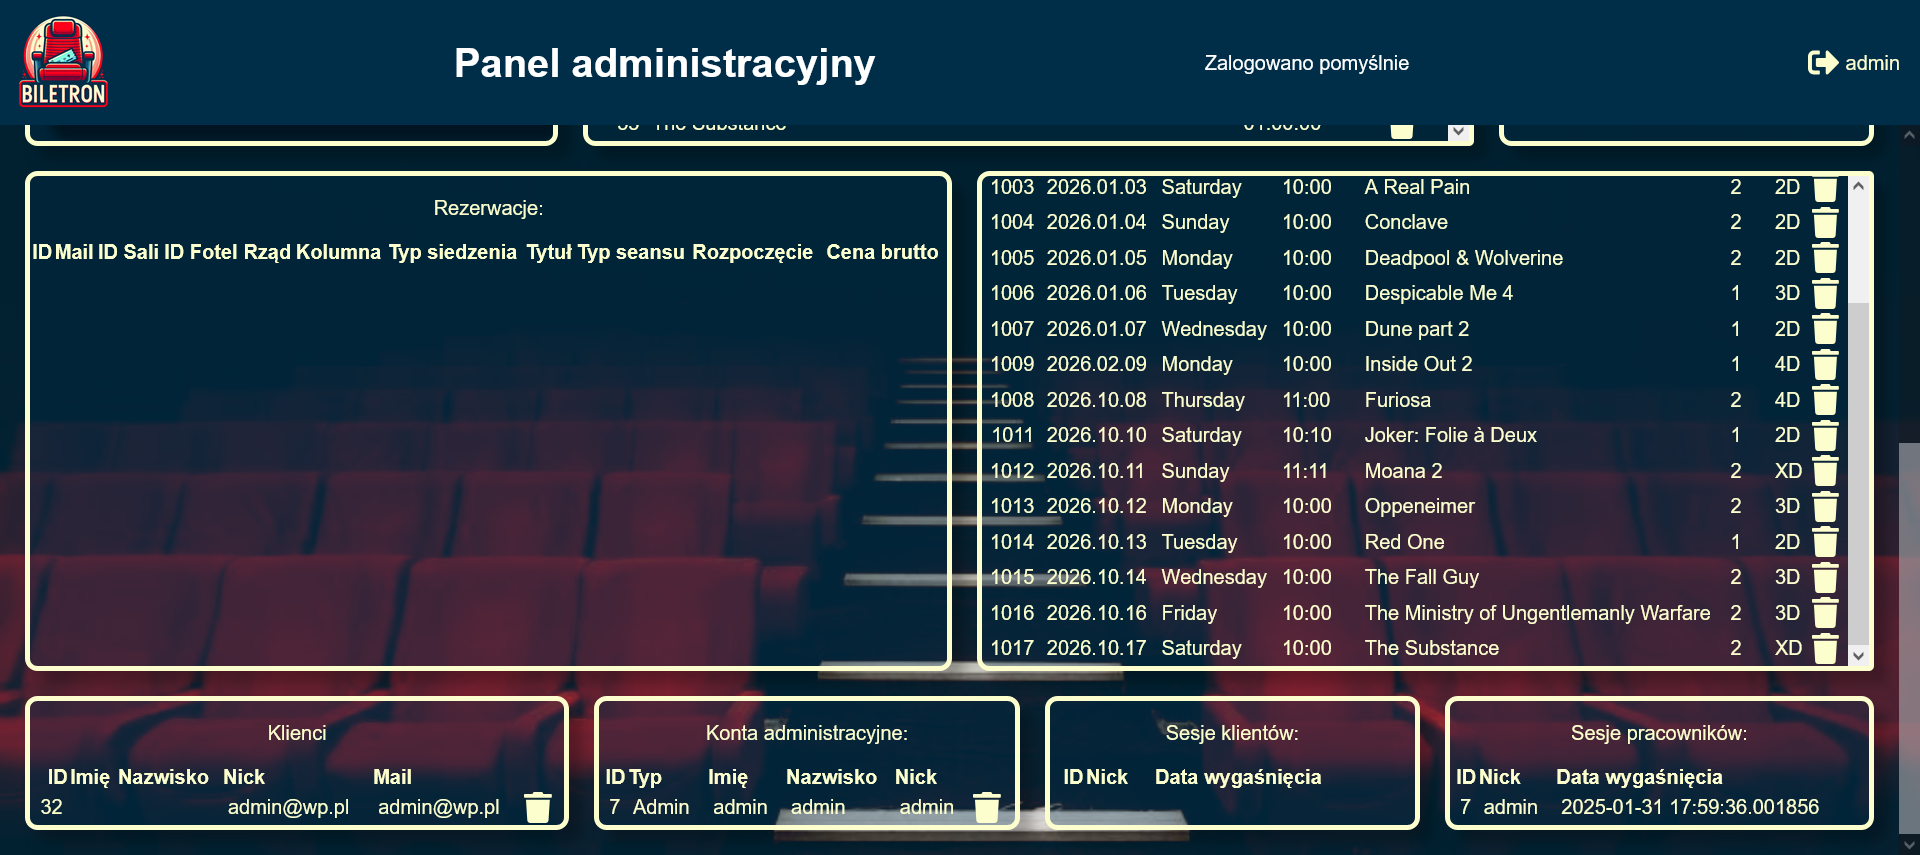 BILETRON
Panel administracyjny
Zalogowano pomyślnie
admin
The Substance
Rezerwacje:
ID Mail ID Sali ID Fotel Rząd Kolumna Typ siedzenia Tytuł Typ seansu Rozpoczęcie Cena brutto
1003 2026.01.03 Saturday 10:00 A Real Pain 2 2D
1004 2026.01.04 Sunday 10:00 Conclave 2 2D
1005 2026.01.05 Monday 10:00 Deadpool & Wolverine 2 2D
1006 2026.01.06 Tuesday 10:00 Despicable Me 4 1 3D
1007 2026.01.07 Wednesday 10:00 Dune part 2 1 2D
1009 2026.02.09 Monday 10:00 Inside Out 2 1 4D
1008 2026.10.08 Thursday 11:00 Furiosa 2 4D
1011 2026.10.10 Saturday 10:10 Joker: Folie à Deux 1 2D
1012 2026.10.11 Sunday 11:11 Moana 2 2 XD
1013 2026.10.12 Monday 10:00 Oppeneimer 2 3D
1014 2026.10.13 Tuesday 10:00 Red One 1 2D
1015 2026.10.14 Wednesday 10:00 The Fall Guy 2 3D
1016 2026.10.16 Friday 10:00 The Ministry of Ungentlemanly Warfare 2 3D
1017 2026.10.17 Saturday 10:00 The Substance 2 XD
Klienci
ID Imię Nazwisko Nick Mail
32 admin@wp.pl admin@wp.pl
Konta administracyjne:
ID Typ Imię Nazwisko Nick
7 Admin admin admin admin
Sesje klientów:
ID Nick Data wygaśnięcia
Sesje pracowników:
ID Nick Data wygaśnięcia
7 admin 2025-01-31 17:59:36.001856